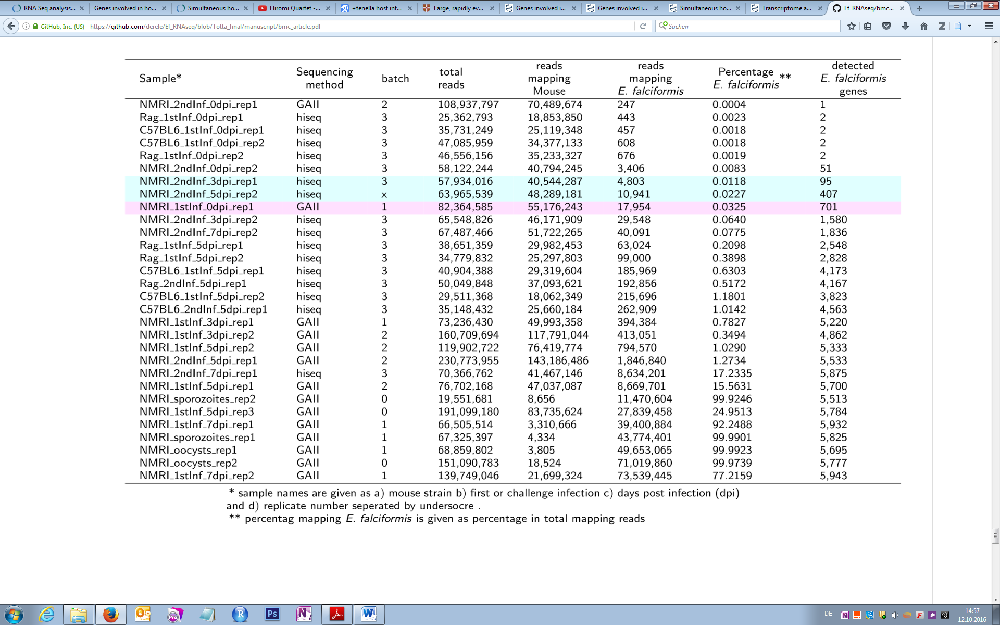 RNA Seq analysis... Genes involved in ho... Simultaneous ho... Hiromi Quartet -... +tenella host int... Large, rapidly ev... Genes involved i... Genes involved i... Simultaneous ho... Transcriptome a... Ef_RNAseq/bmc...
GitHub, Inc. (US) https://github.com/derele/Ef_RNAseq/blob/Totta_final/manuscript/bmc_article.pdf Suchen
Sample* Sequencing method batch total reads reads mapping Mouse reads mapping E. falciformis Percentage E. falciformis** detected E. falciformis genes
NMRI_2ndInf_0dpi_rep1 GAII 2 108,937,797 70,489,674 247 0.0004 1
Rag_1stInf_0dpi_rep1 hiseq 3 25,362,793 18,853,850 443 0.0023 2
C57BL6_1stInf_0dpi_rep1 hiseq 3 35,731,249 25,119,348 457 0.0018 2
C57BL6_1stInf_0dpi_rep2 hiseq 3 47,085,959 34,377,133 608 0.0018 2
Rag_1stInf_0dpi_rep2 hiseq 3 46,556,156 35,233,327 676 0.0019 2
NMRI_2ndInf_0dpi_rep2 hiseq 3 58,122,244 40,794,245 3,406 0.0083 51
NMRI_2ndInf_3dpi_rep1 hiseq 3 57,934,016 40,544,287 4,803 0.0118 95
NMRI_2ndInf_5dpi_rep2 hiseq x 63,965,539 48,289,181 10,941 0.0227 407
NMRI_1stInf_0dpi_rep1 GAII 1 82,364,585 55,176,243 17,954 0.0325 701
NMRI_2ndInf_3dpi_rep2 hiseq 3 65,548,826 46,171,909 29,548 0.0640 1,580
NMRI_2ndInf_7dpi_rep2 hiseq 3 67,487,466 51,722,265 40,091 0.0775 1,836
Rag_1stInf_5dpi_rep1 hiseq 3 38,651,359 29,982,453 63,024 0.2098 2,548
Rag_1stInf_5dpi_rep2 hiseq 3 34,779,832 25,297,803 99,000 0.3898 2,828
C57BL6_1stInf_5dpi_rep1 hiseq 3 40,904,388 29,319,604 185,969 0.6303 4,173
Rag_2ndInf_5dpi_rep1 hiseq 3 50,049,848 37,093,621 192,856 0.5172 4,167
C57BL6_1stInf_5dpi_rep2 hiseq 3 29,511,368 18,062,349 215,696 1.1801 3,823
C57BL6_2ndInf_5dpi_rep1 hiseq 3 35,148,432 25,660,184 262,909 1.0142 4,563
NMRI_1stInf_3dpi_rep1 GAII 1 73,236,430 49,993,358 394,384 0.7827 5,220
NMRI_1stInf_3dpi_rep2 GAII 2 160,709,694 117,791,044 413,051 0.3494 4,862
NMRI_1stInf_5dpi_rep2 GAII 2 119,902,722 76,419,774 794,570 1.0290 5,333
NMRI_2ndInf_5dpi_rep1 GAII 2 230,773,955 143,186,486 1,846,840 1.2734 5,533
NMRI_2ndInf_7dpi_rep1 hiseq 3 70,366,762 41,467,146 8,634,201 17.2335 5,875
NMRI_1stInf_5dpi_rep1 GAII 2 76,702,168 47,037,087 8,669,701 15.5631 5,700
NMRI_sporozoites_rep2 GAII 0 19,551,681 8,656 11,470,604 99.9246 5,513
NMRI_1stInf_5dpi_rep3 GAII 0 191,099,180 83,735,624 27,839,458 24.9513 5,784
NMRI_1stInf_7dpi_rep1 GAII 1 66,505,514 3,310,666 39,400,884 92.2488 5,932
NMRI_sporozoites_rep1 GAII 1 67,325,397 4,334 43,774,401 99.9901 5,825
NMRI_oocysts_rep1 GAII 1 68,859,802 3,805 49,653,065 99.9923 5,695
NMRI_oocysts_rep2 GAII 0 151,090,783 18,524 71,019,860 99.9739 5,777
NMRI_1stInf_7dpi_rep2 GAII 1 139,749,046 21,699,324 73,539,445 77.2159 5,943
* sample names are given as a) mouse strain b) first or challenge infection c) days post infection (dpi)
and d) replicate number seperated by undersocre .
** percentag mapping E. falciformis is given as percentage in total mapping reads
DE 14:57
12.10.2016